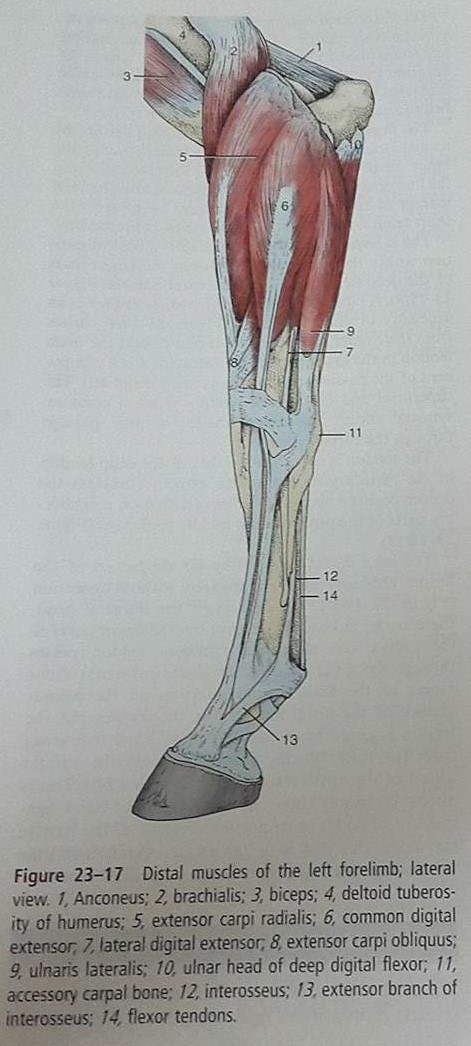 4
2
1
3
5
10
6
9
7
8
11
12
14
13
Figure 23–17 Distal muscles of the left forelimb; lateral
view. 1, Anconeus; 2, brachialis; 3, biceps; 4, deltoid tuberos-
ity of humerus; 5, extensor carpi radialis; 6, common digital
extensor; 7, lateral digital extensor; 8, extensor carpi obliquus;
9, ulnaris lateralis; 10, ulnar head of deep digital flexor; 11,
accessory carpal bone; 12, interosseus; 13, extensor branch of
interosseus; 14, flexor tendons.